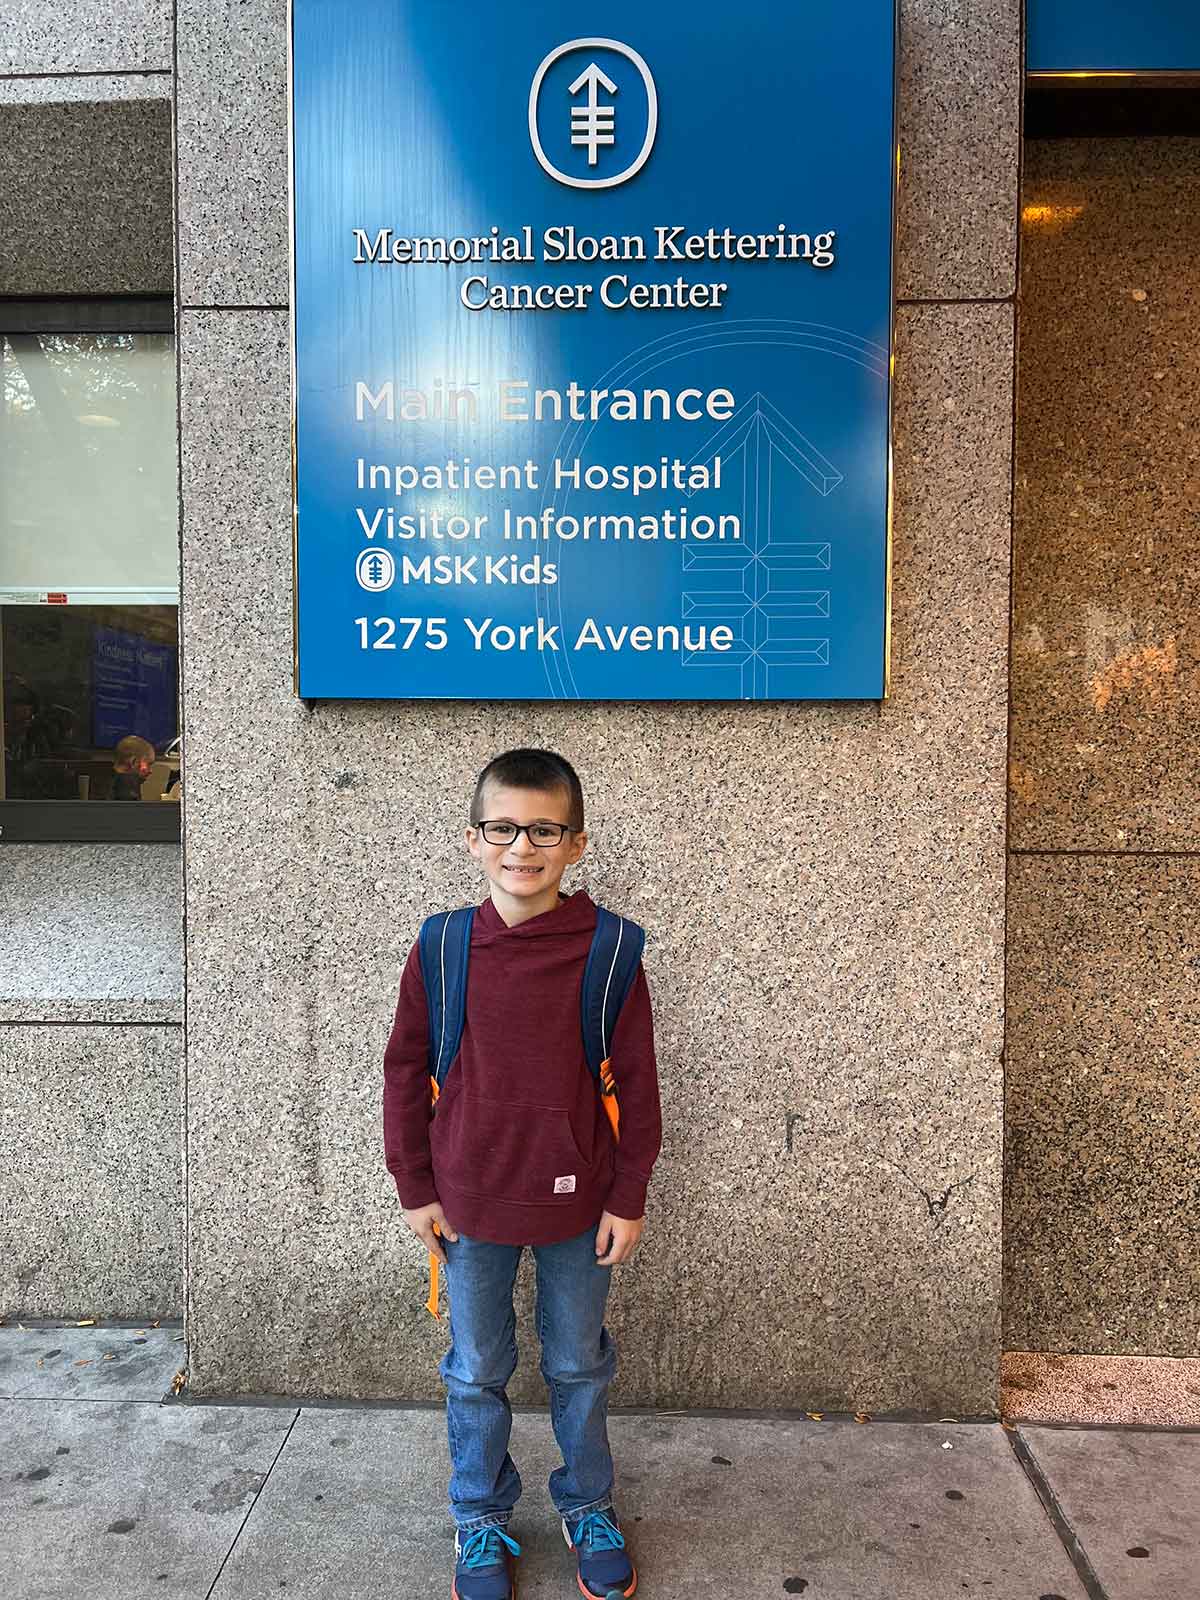 Memorial Sloan Kettering
Cancer Center
Main Entrance
Inpatient Hospital
Visitor Information
MSK Kids
1275 York Avenue